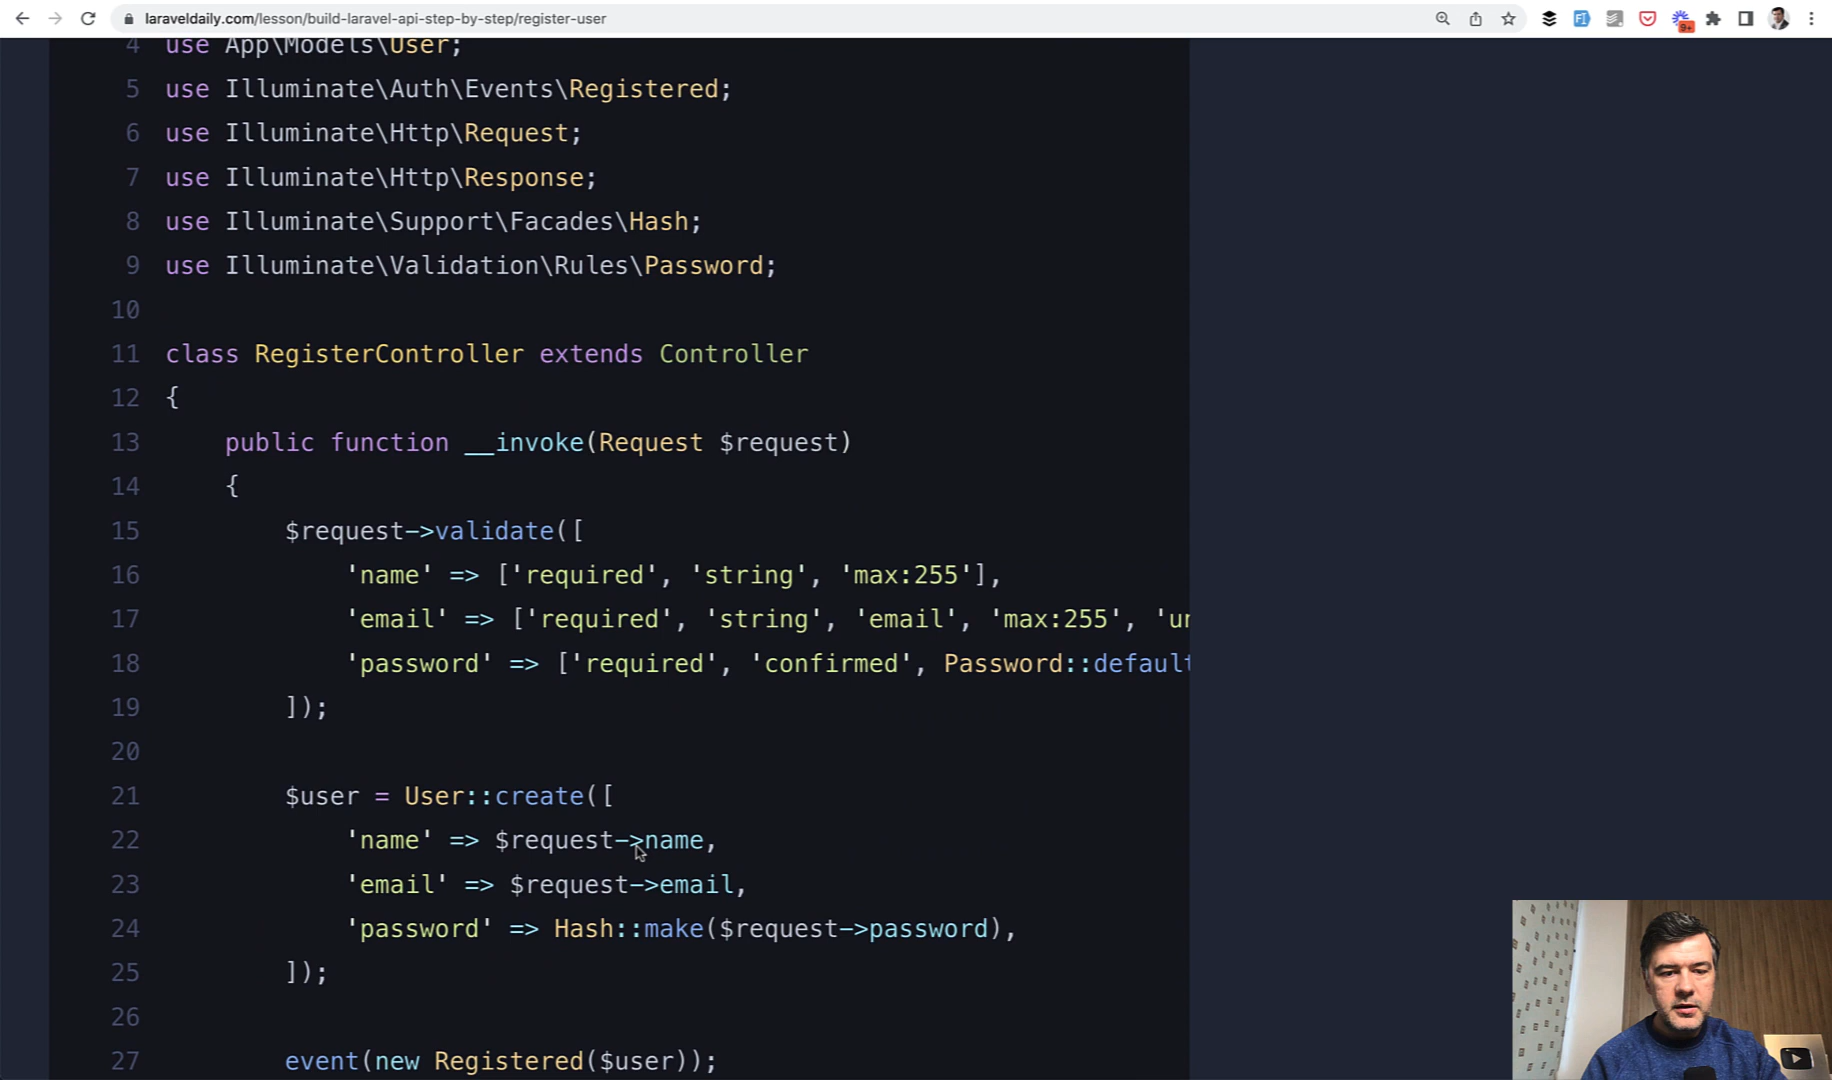 laraveldaily.com/lesson/build-laravel-api-step-by-step/register-user
9+
4 use App\Models\User;
5 use Illuminate\Auth\Events\Registered;
6 use Illuminate\Http\Request;
7 use Illuminate\Http\Response;
8 use Illuminate\Support\Facades\Hash;
9 use Illuminate\Validation\Rules\Password;
10
11 class RegisterController extends Controller
12 {
13 public function __invoke(Request $request)
14 {
15 $request->validate([
16 'name' => ['required', 'string', 'max:255'],
17 'email' => ['required', 'string', 'email', 'max:255', 'un
18 'password' => ['required', 'confirmed', Password::default
19 ]);
20
21 $user = User::create([
22 'name' => $request->name,
23 'email' => $request->email,
24 'password' => Hash::make($request->password),
25 ]);
26
27 event(new Registered($user));